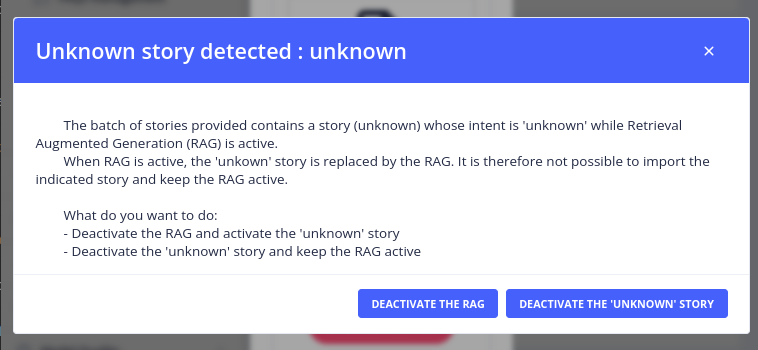 Unknown story detected : unknown
×
The batch of stories provided contains a story (unknown) whose intent is 'unknown' while Retrieval
Augmented Generation (RAG) is active.
When RAG is active, the 'unkown' story is replaced by the RAG. It is therefore not possible to import the
indicated story and keep the RAG active.
What do you want to do:
- Deactivate the RAG and activate the 'unknown' story
- Deactivate the 'unknown' story and keep the RAG active
DEACTIVATE THE RAG
DEACTIVATE THE 'UNKNOWN' STORY